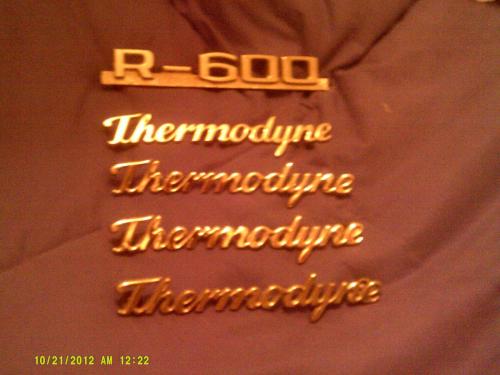 R-600
Thermodyne
Thermodyne
Thermodyne
Thermodyne
10/21/2012 AM 12:22